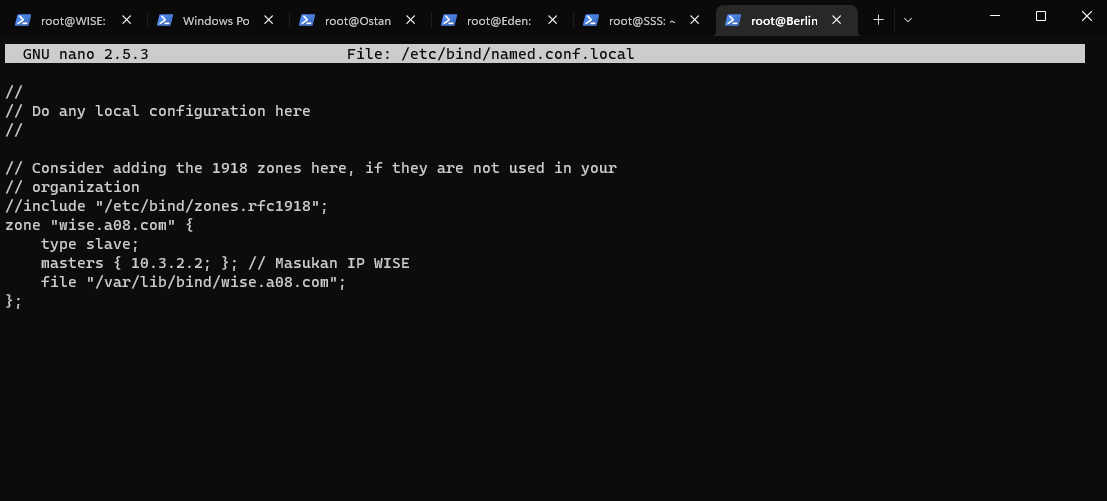 root@WISE: Windows Po root@Ostan root@Eden: root@SSS: ~ root@Berlin
GNU nano 2.5.3 File: /etc/bind/named.conf.local
//
// Do any local configuration here
//
// Consider adding the 1918 zones here, if they are not used in your
// organization
//include "/etc/bind/zones.rfc1918";
zone "wise.a08.com" {
    type slave;
    masters { 10.3.2.2; }; // Masukan IP WISE
    file "/var/lib/bind/wise.a08.com";
};